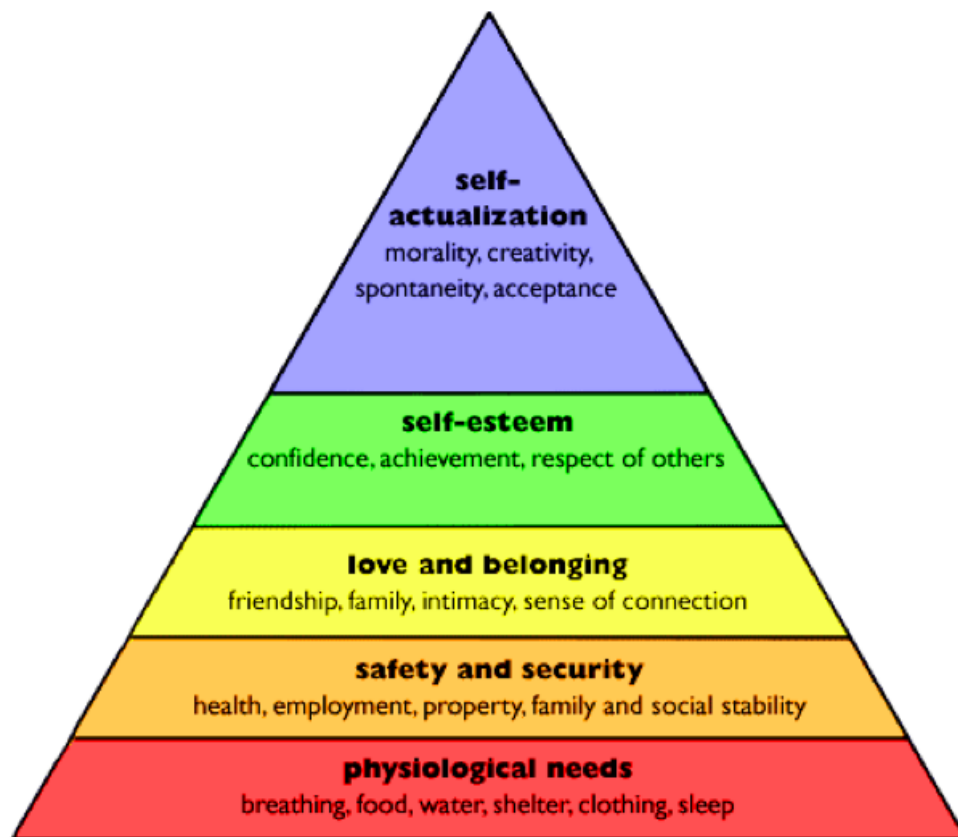 self-
actualization
morality, creativity,
spontaneity, acceptance
self-esteem
confidence, achievement, respect of others
love and belonging
friendship, family, intimacy, sense of connection
safety and security
health, employment, property, family and social stability
physiological needs
breathing, food, water, shelter, clothing, sleep